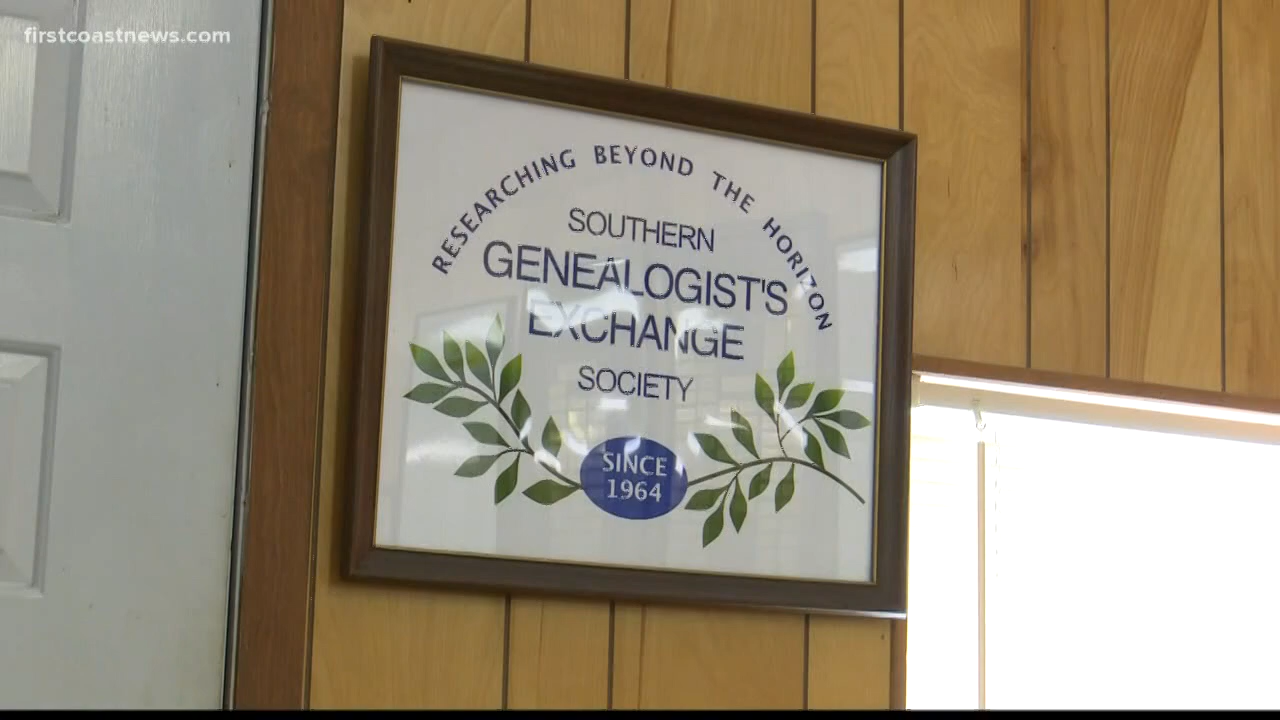 firstcoastnews.com
RESEARCHING BEYOND THE HORIZON
SOUTHERN
GENEALOGIST'S
EXCHANGE
SOCIETY
SINCE
1964